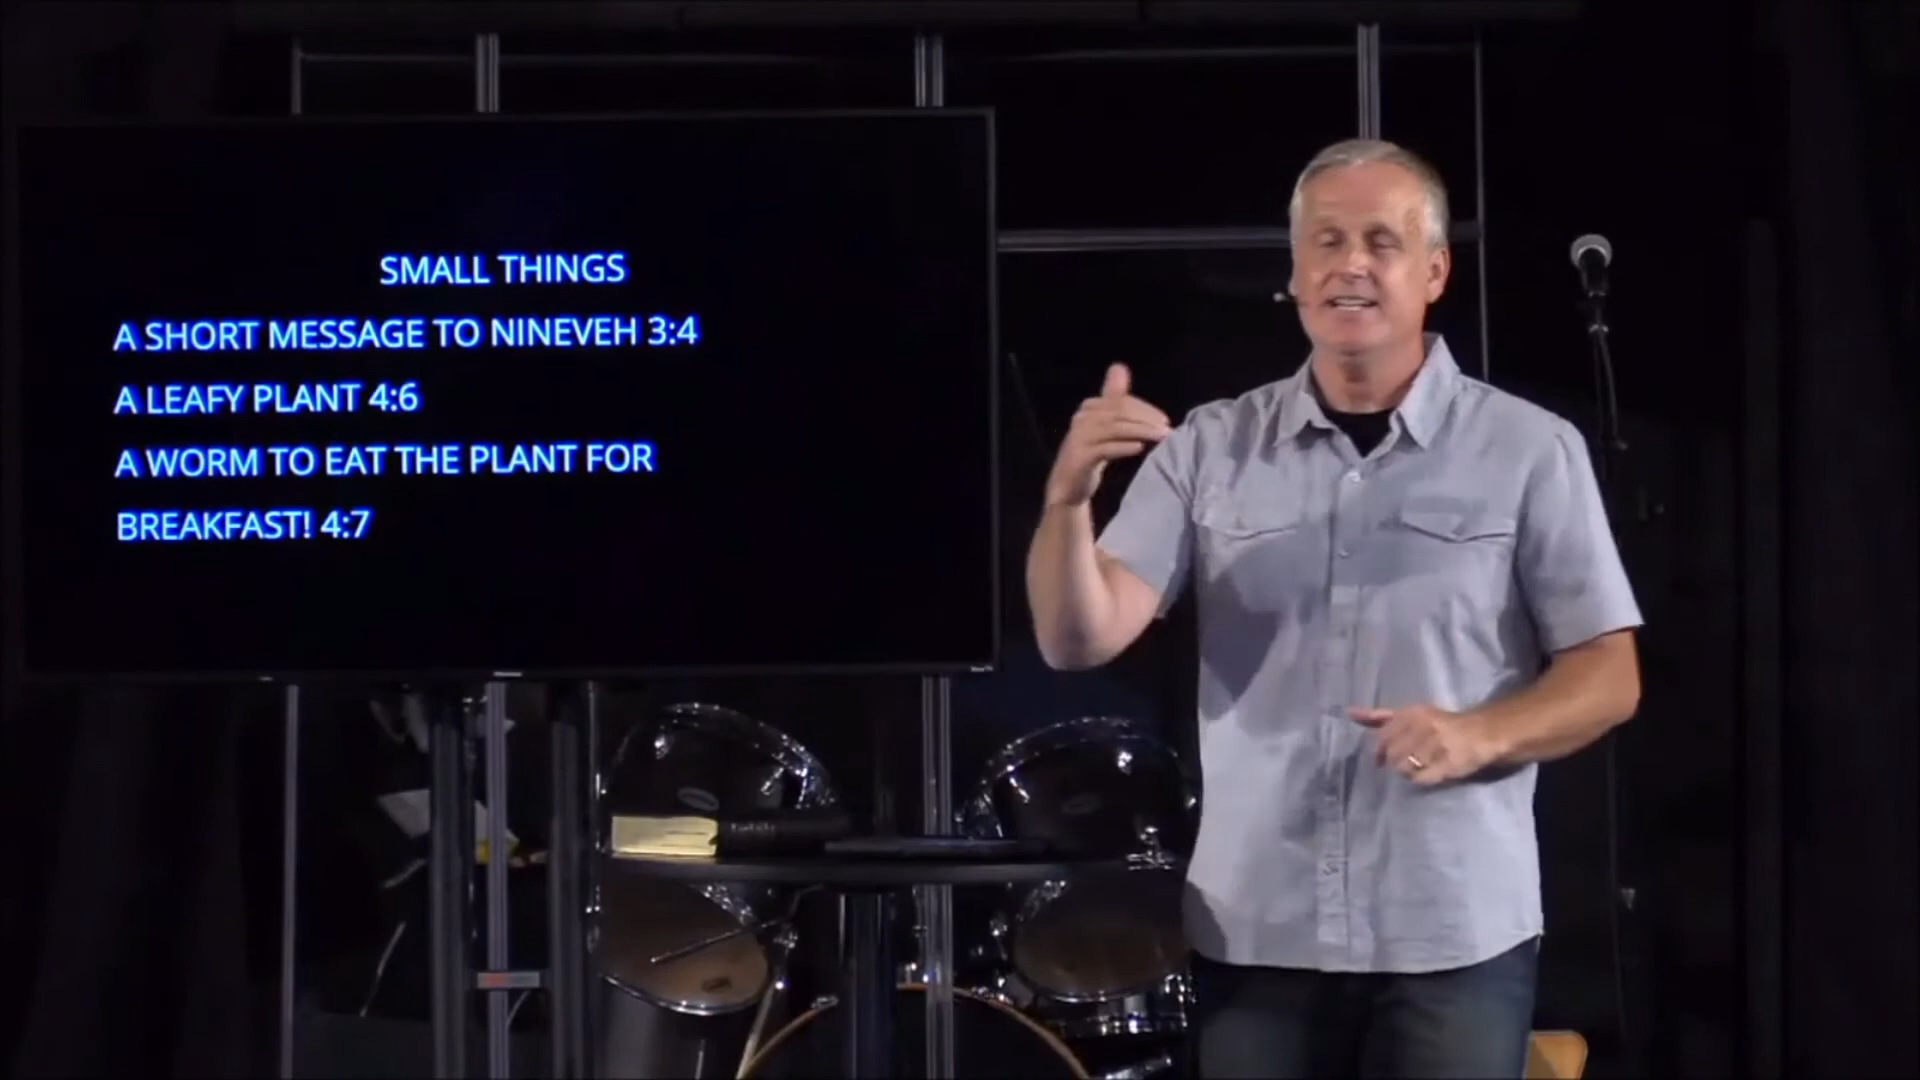 SMALL THINGS
A SHORT MESSAGE TO NINEVEH 3:4
A LEAFY PLANT 4:6
A WORM TO EAT THE PLANT FOR
BREAKFAST! 4:7